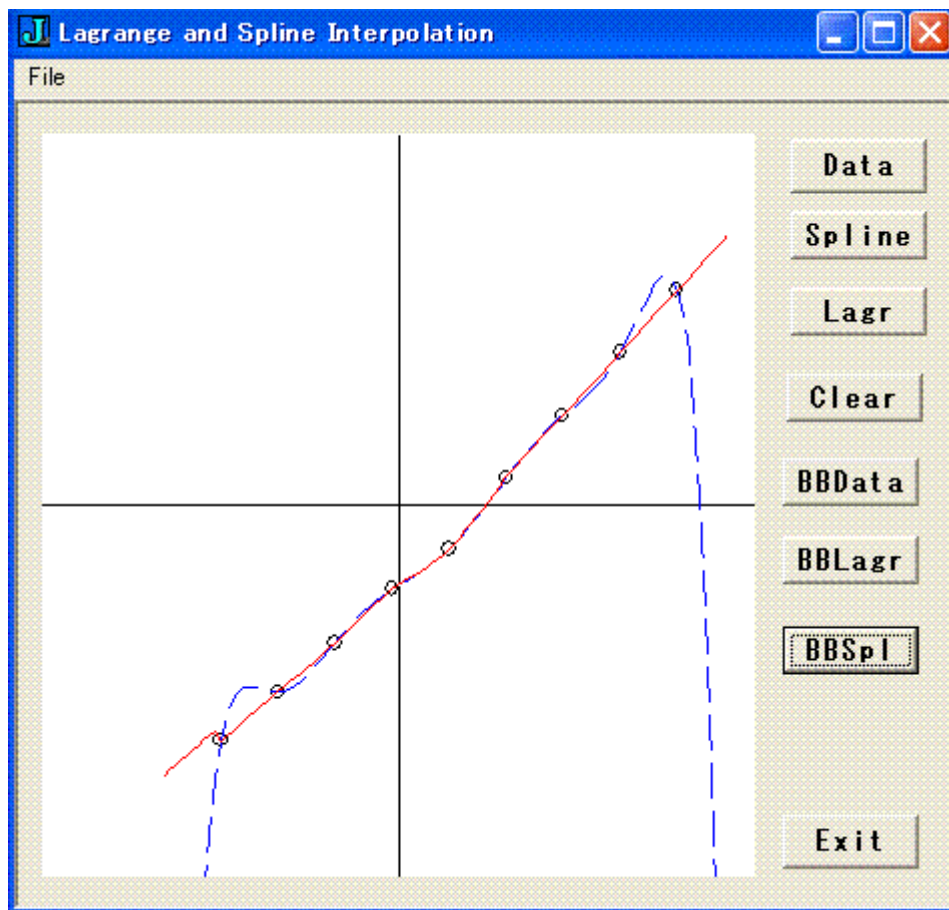 J Lagrange and Spline Interpolation
File
Data
Spline
Lagr
Clear
BBData
BBLagr
BBSpl
Exit